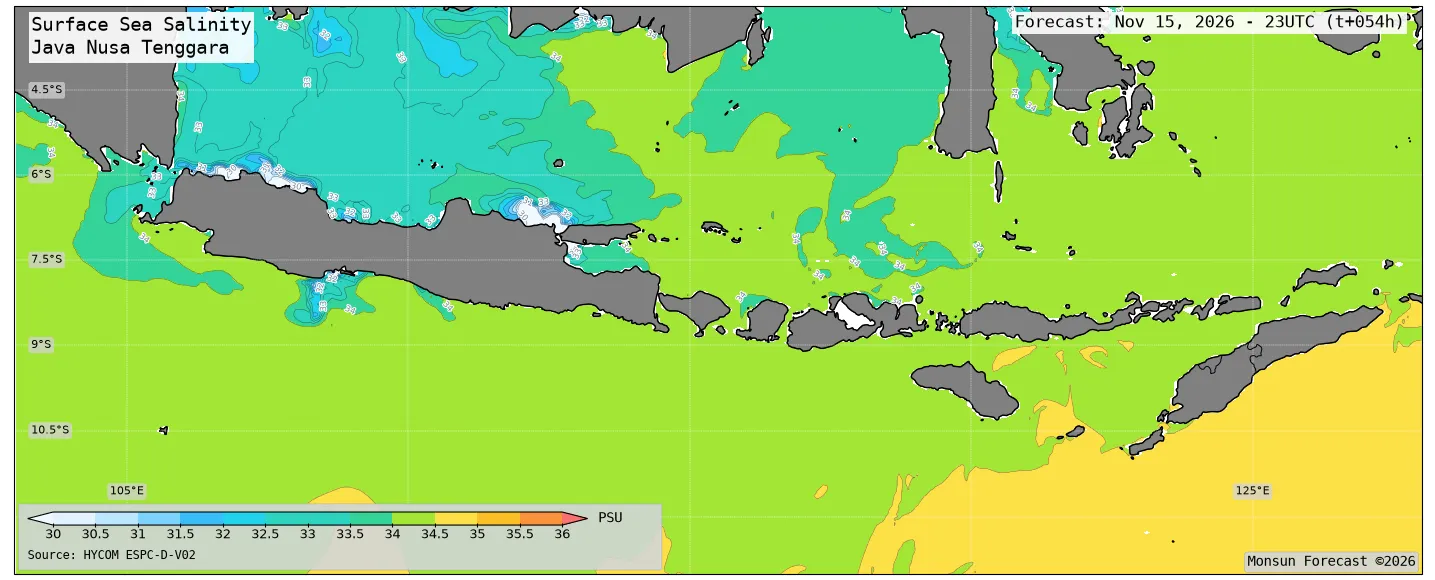 Surface Sea Salinity
Java Nusa Tenggara
Forecast: Nov 15, 2026 - 23UTC (t+054h)
4.5°S
6°S
7.5°S
9°S
10.5°S
105°E
125°E
30 30.5 31 31.5 32 32.5 33 33.5 34 34.5 35 35.5 36
PSU
Source: HYCOM ESPC-D-V02
Monsun Forecast ©2026